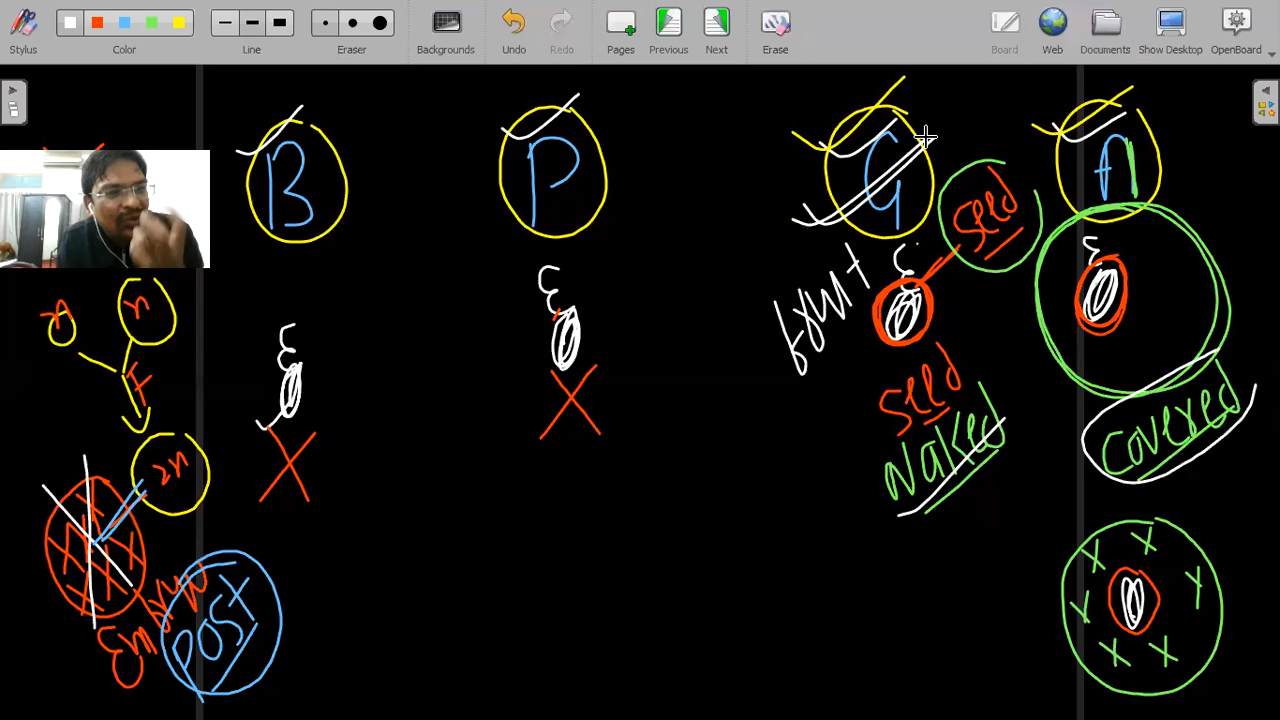 Stylus Color Line Eraser Backgrounds Undo Redo Pages Previous Next Erase Board Web Documents Show Desktop OpenBoard
B P G A
Seed
n
F
2n
Seed
Naked
Covered
X X
X X X X X X
POST